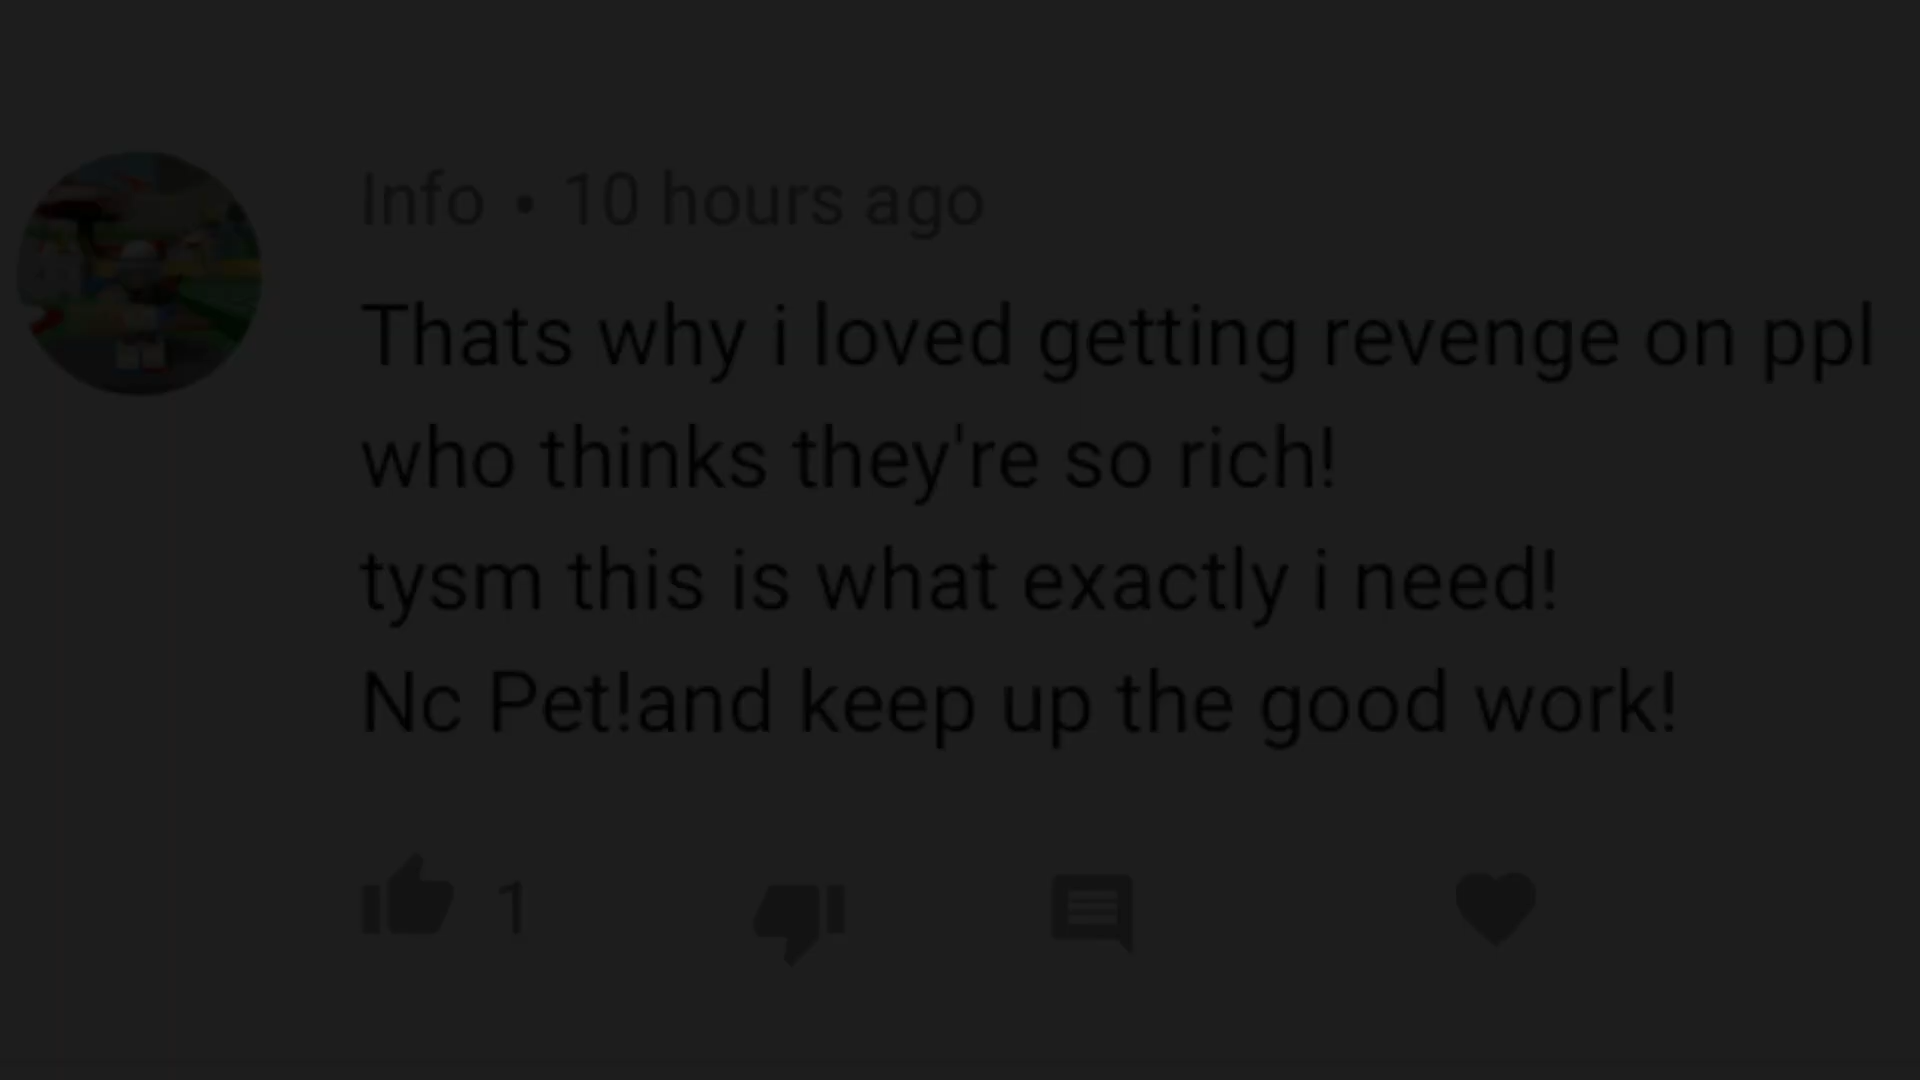 Info • 10 hours ago
Thats why i loved getting revenge on ppl
who thinks they're so rich!
tysm this is what exactly i need!
Nc Pet!and keep up the good work!
1